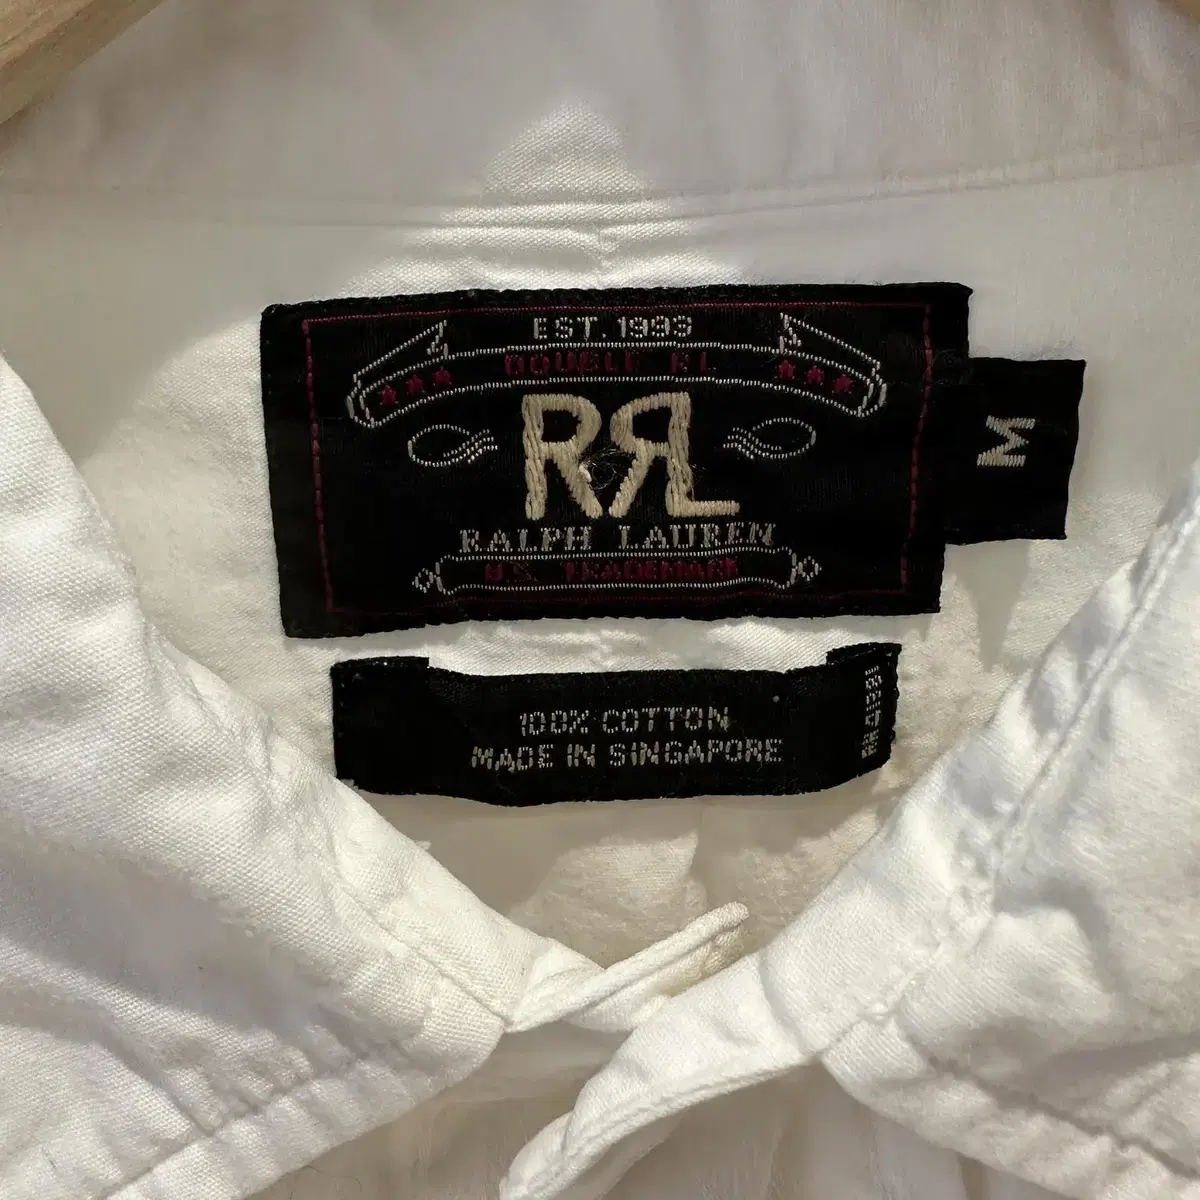 EST. 1993
DOUBLE RL
RRL
RALPH LAUREN
U.S. TRADEMARK
M
100% COTTON
MADE IN SINGAPORE